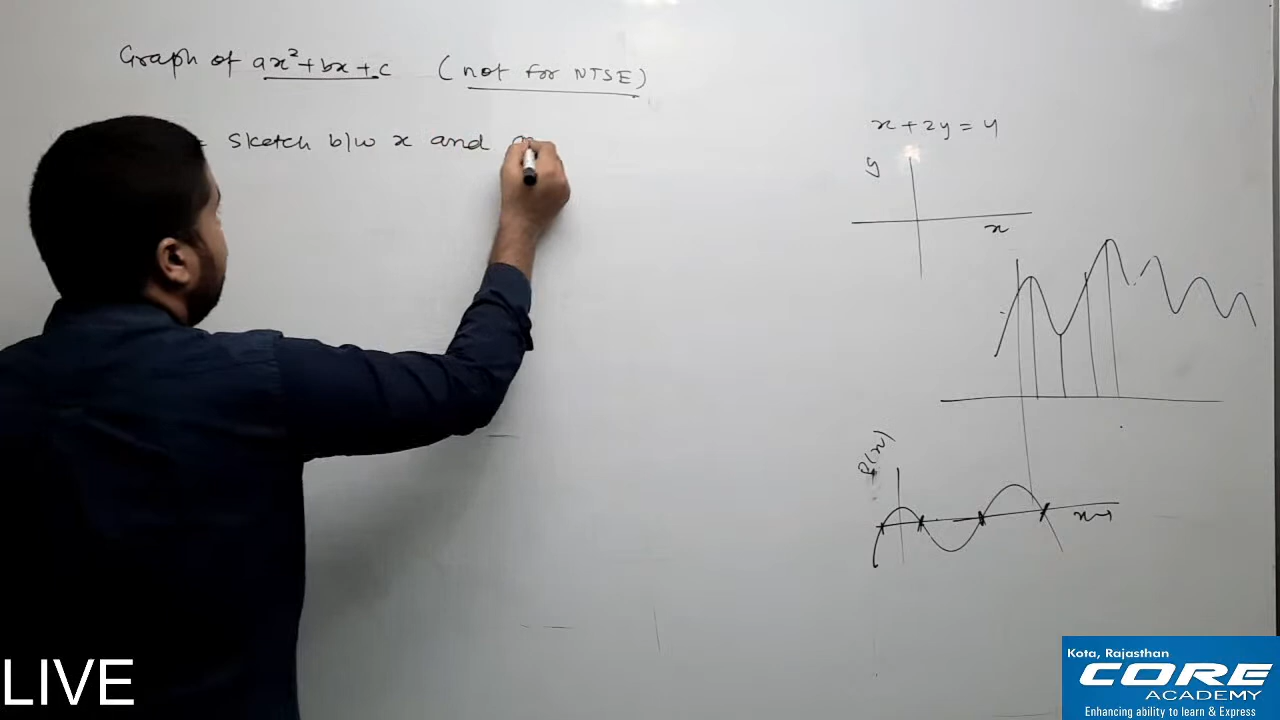 Graph of ax²+bx+c (not for NTSE)
= Sketch b/w x and
x + 2y = 4
y
x
P(x)
x→
LIVE
Kota, Rajasthan
CORE
ACADEMY
Enhancing ability to learn & Express